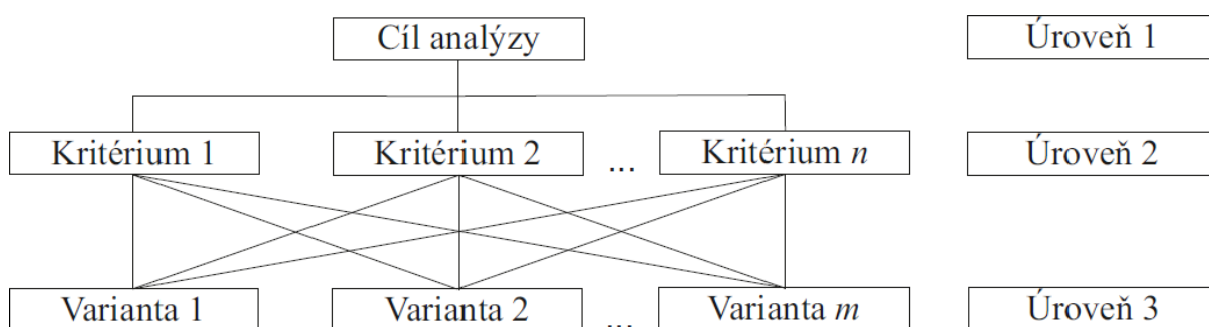 Cíl analýzy Úroveň 1
Kritérium 1 Kritérium 2 ... Kritérium n Úroveň 2
Varianta 1 Varianta 2 ... Varianta m Úroveň 3